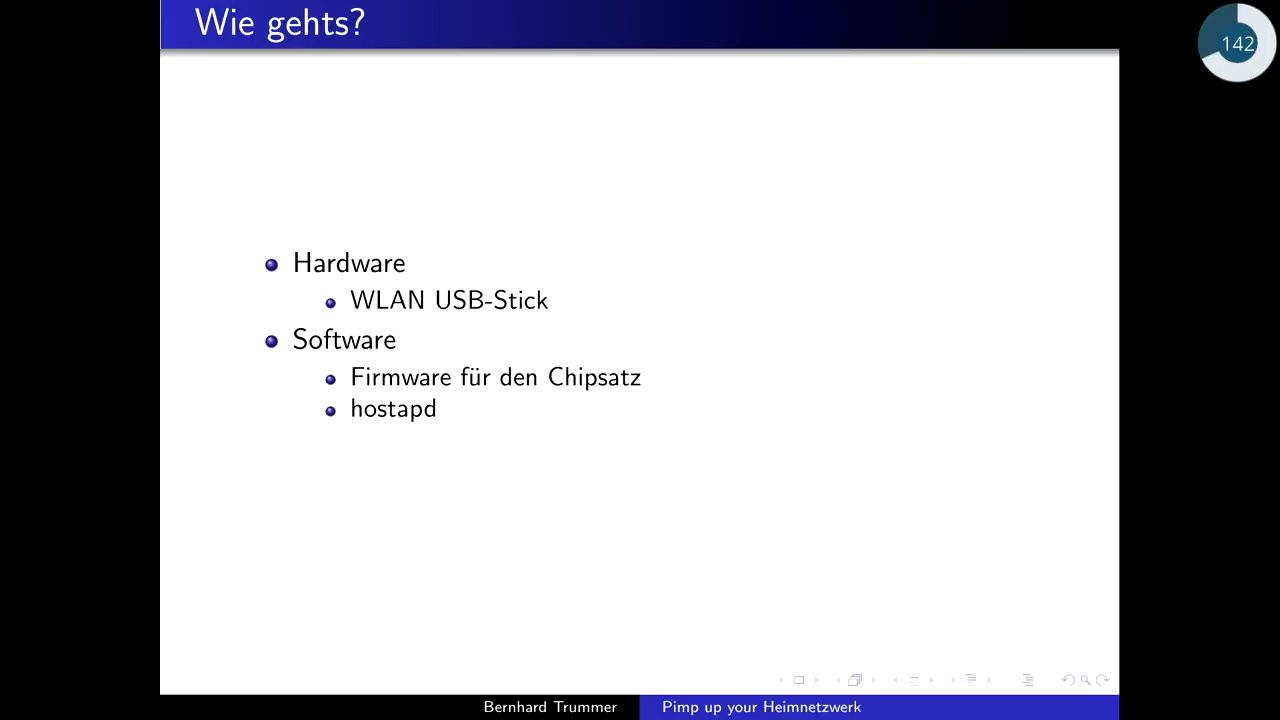 Wie gehts?
142
Hardware
WLAN USB-Stick
Software
Firmware für den Chipsatz
hostapd
Bernhard Trummer
Pimp up your Heimnetzwerk